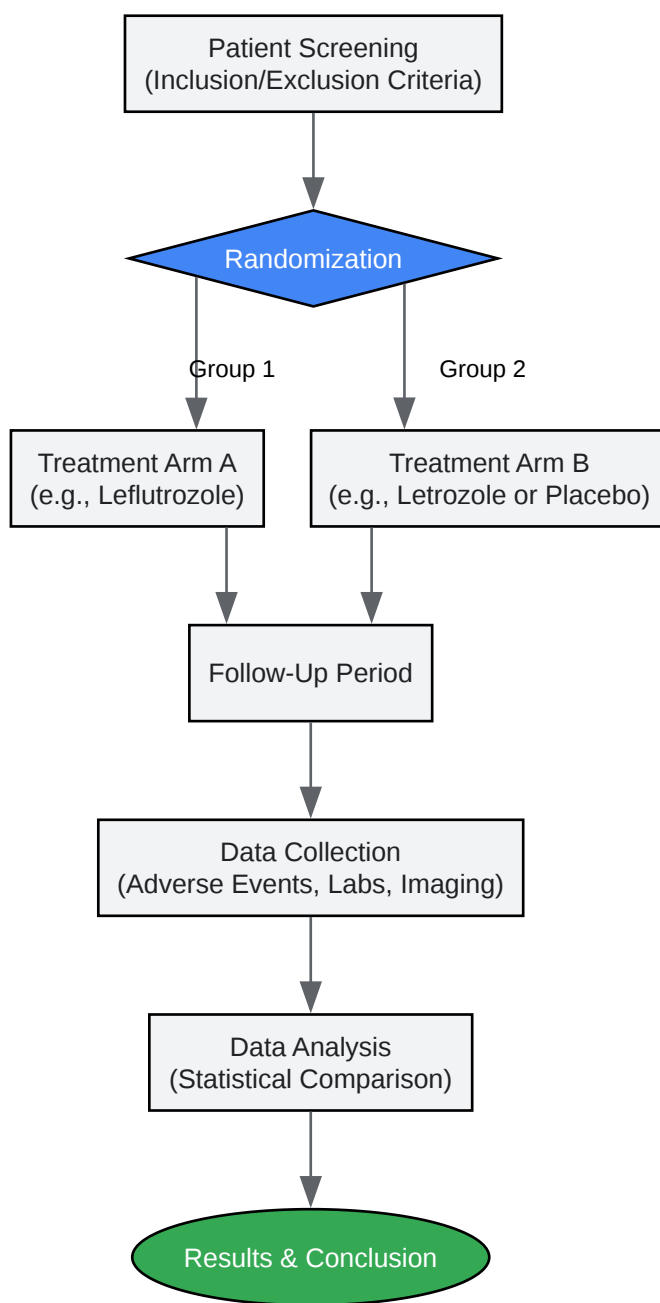 Patient Screening
(Inclusion/Exclusion Criteria)
Randomization
Group 1
Group 2
Treatment Arm A
(e.g., Leflutrozole)
Treatment Arm B
(e.g., Letrozole or Placebo)
Follow-Up Period
Data Collection
(Adverse Events, Labs, Imaging)
Data Analysis
(Statistical Comparison)
Results & Conclusion